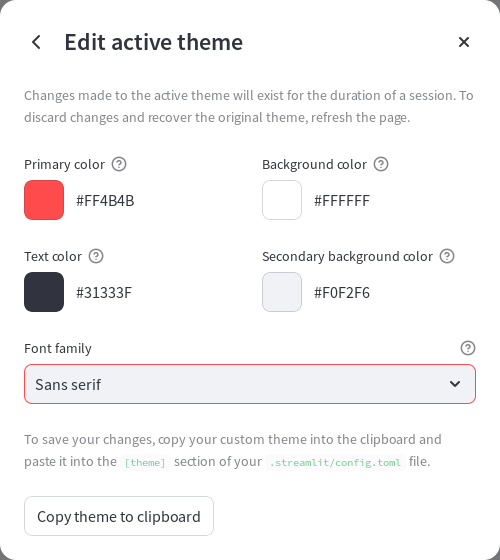 Edit active theme
Changes made to the active theme will exist for the duration of a session. To
discard changes and recover the original theme, refresh the page.
Primary color
Background color
#FF4B4B
#FFFFFF
Text color
Secondary background color
#31333F
#F0F2F6
Font family
Sans serif
To save your changes, copy your custom theme into the clipboard and
paste it into the [theme] section of your .streamlit/config.toml file.
Copy theme to clipboard